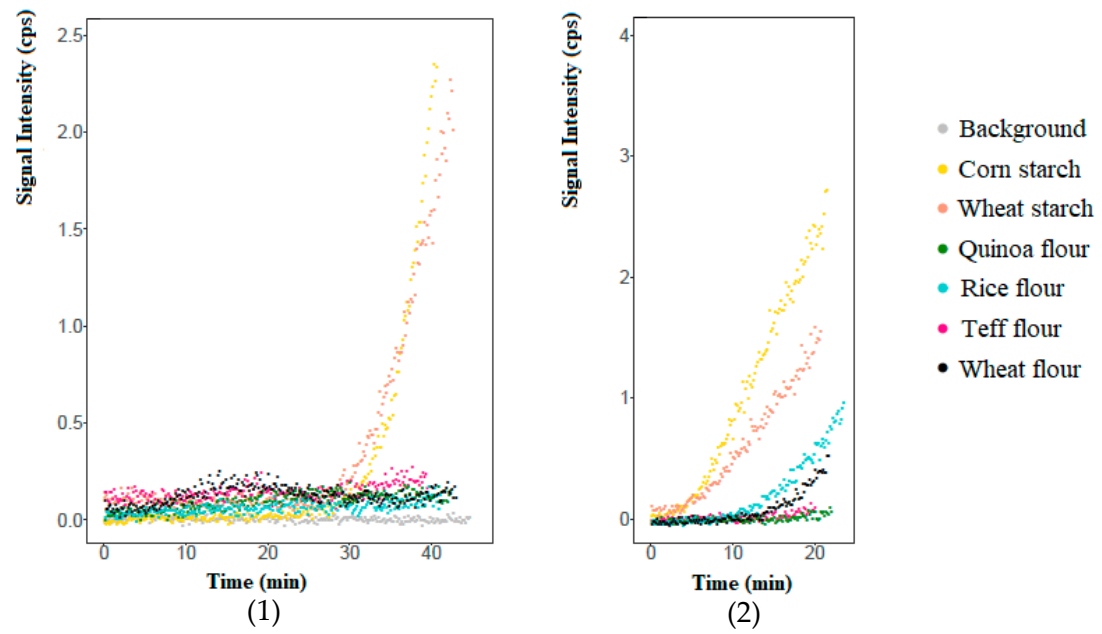 Signal Intensity (cps)
2.5
2.0
1.5
1.0
0.5
0.0
0
10
20
30
40
Time (min)
(1)
Signal Intensity (cps)
4
3
2
1
0
0
10
20
Time (min)
(2)
Background
Corn starch
Wheat starch
Quinoa flour
Rice flour
Teff flour
Wheat flour